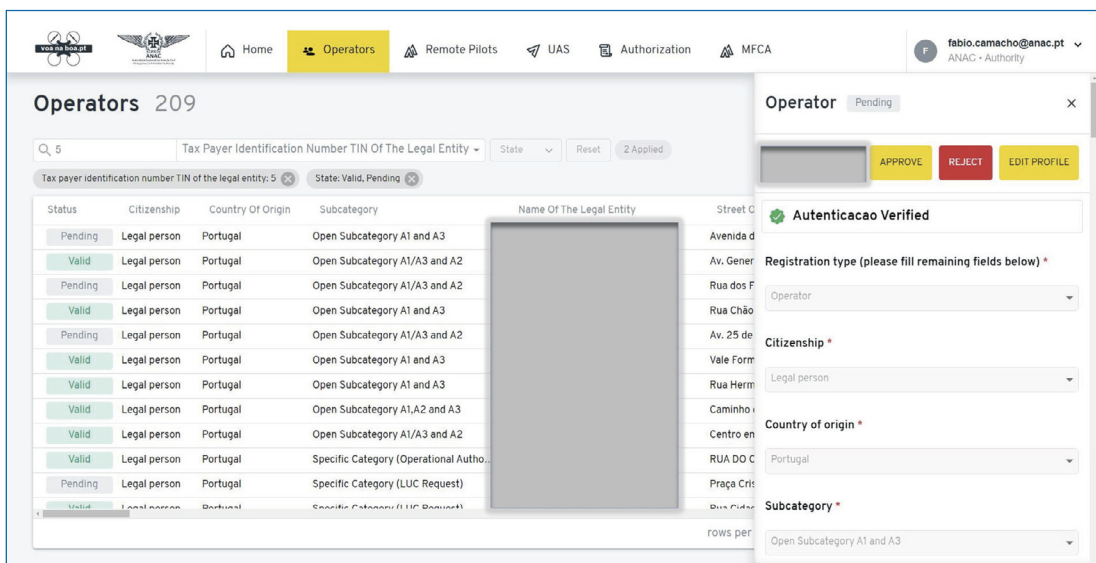 voa na boa.pt
ANAC
Home
Operators
Remote Pilots
UAS
Authorization
MFCA
F
fabio.camacho@anac.pt
ANAC • Authority
Operators 209
5
Tax Payer Identification Number TIN Of The Legal Entity
State
Reset
2 Applied
Tax payer identification number TIN of the legal entity: 5
State: Valid, Pending
Status Citizenship Country Of Origin Subcategory Name Of The Legal Entity Street O
Pending Legal person Portugal Open Subcategory A1 and A3 Avenida d
Valid Legal person Portugal Open Subcategory A1/A3 and A2 Av. Gener
Pending Legal person Portugal Open Subcategory A1/A3 and A2 Rua dos F
Valid Legal person Portugal Open Subcategory A1 and A3 Rua Chão
Pending Legal person Portugal Open Subcategory A1/A3 and A2 Av. 25 de
Valid Legal person Portugal Open Subcategory A1 and A3 Vale Form
Valid Legal person Portugal Open Subcategory A1 and A3 Rua Herm
Valid Legal person Portugal Open Subcategory A1,A2 and A3 Caminho
Valid Legal person Portugal Open Subcategory A1/A3 and A2 Centro en
Valid Legal person Portugal Specific Category (Operational Autho... RUA DO C
Pending Legal person Portugal Specific Category (LUC Request) Praça Cris
Valid Legal person Portugal Specific Category (LUC Request) Rua Cidad
rows per
Operator Pending
APPROVE
REJECT
EDIT PROFILE
Autenticacao Verified
Registration type (please fill remaining fields below) *
Operator
Citizenship *
Legal person
Country of origin *
Portugal
Subcategory *
Open Subcategory A1 and A3